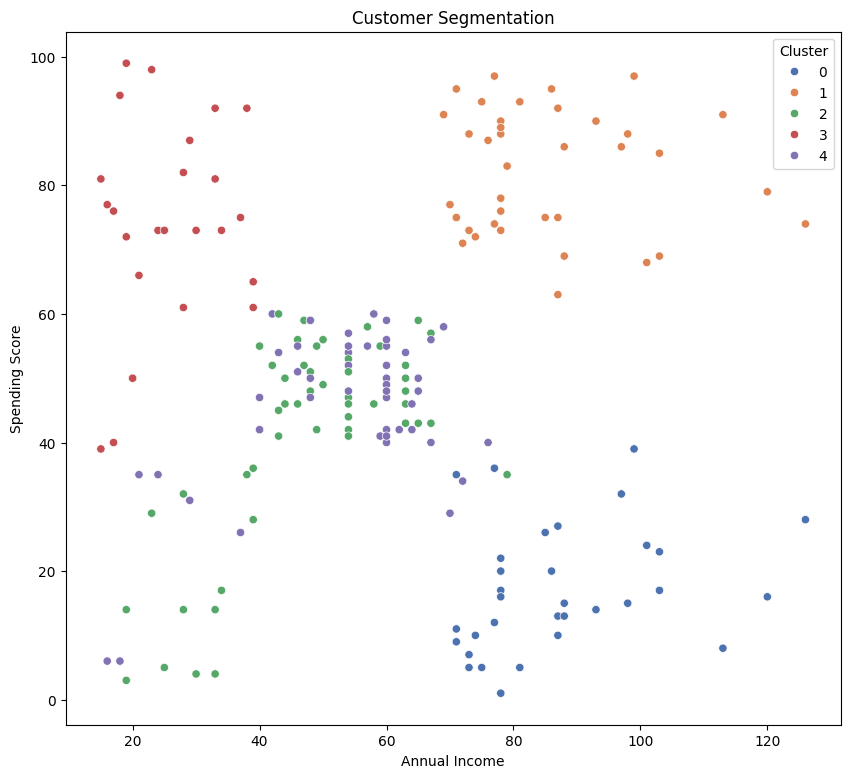 Customer Segmentation
Cluster
0
1
2
3
4
100
80
60
40
20
0
Spending Score
20 40 60 80 100 120
Annual Income